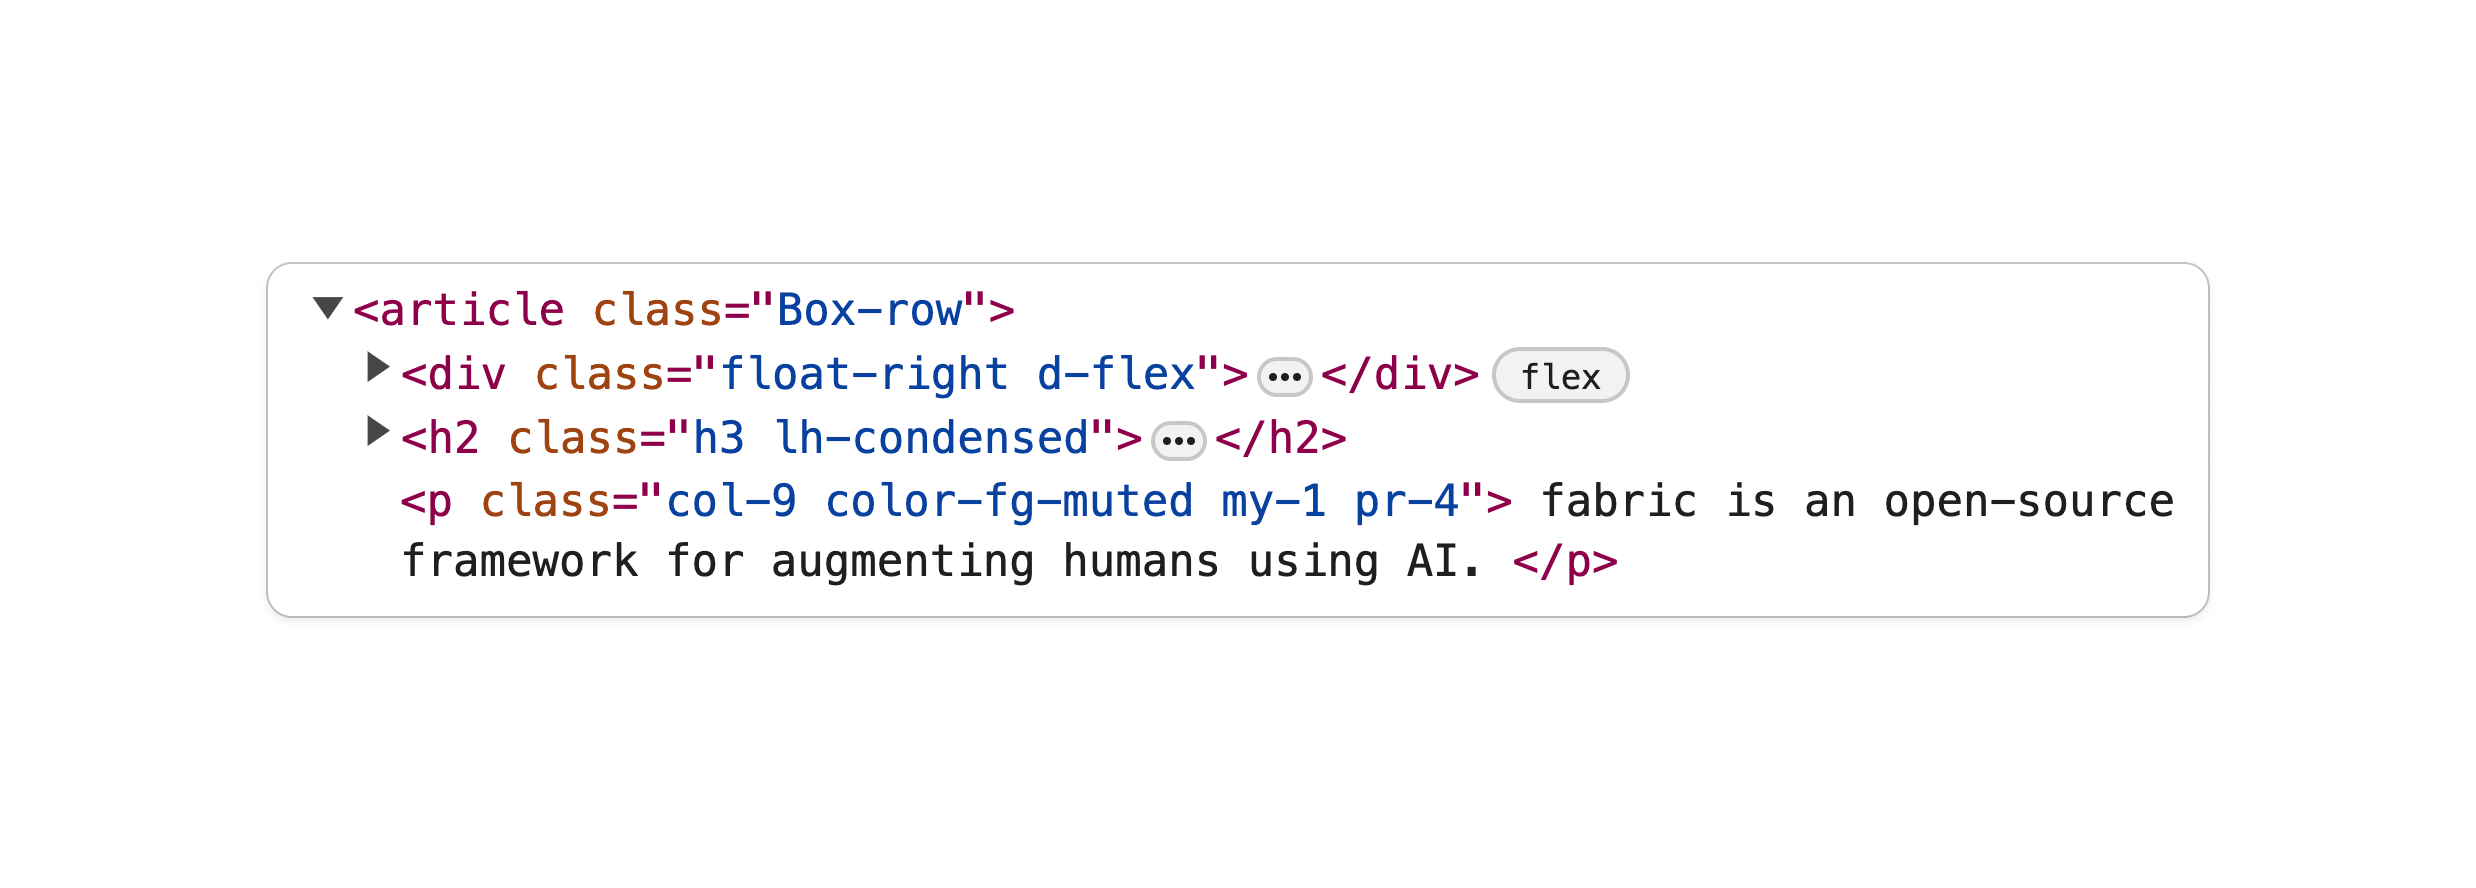 ▼<article class="Box-row">
▶<div class="float-right d-flex">…</div> flex
▶<h2 class="h3 lh-condensed">…</h2>
<p class="col-9 color-fg-muted my-1 pr-4"> fabric is an open-source
framework for augmenting humans using AI. </p>